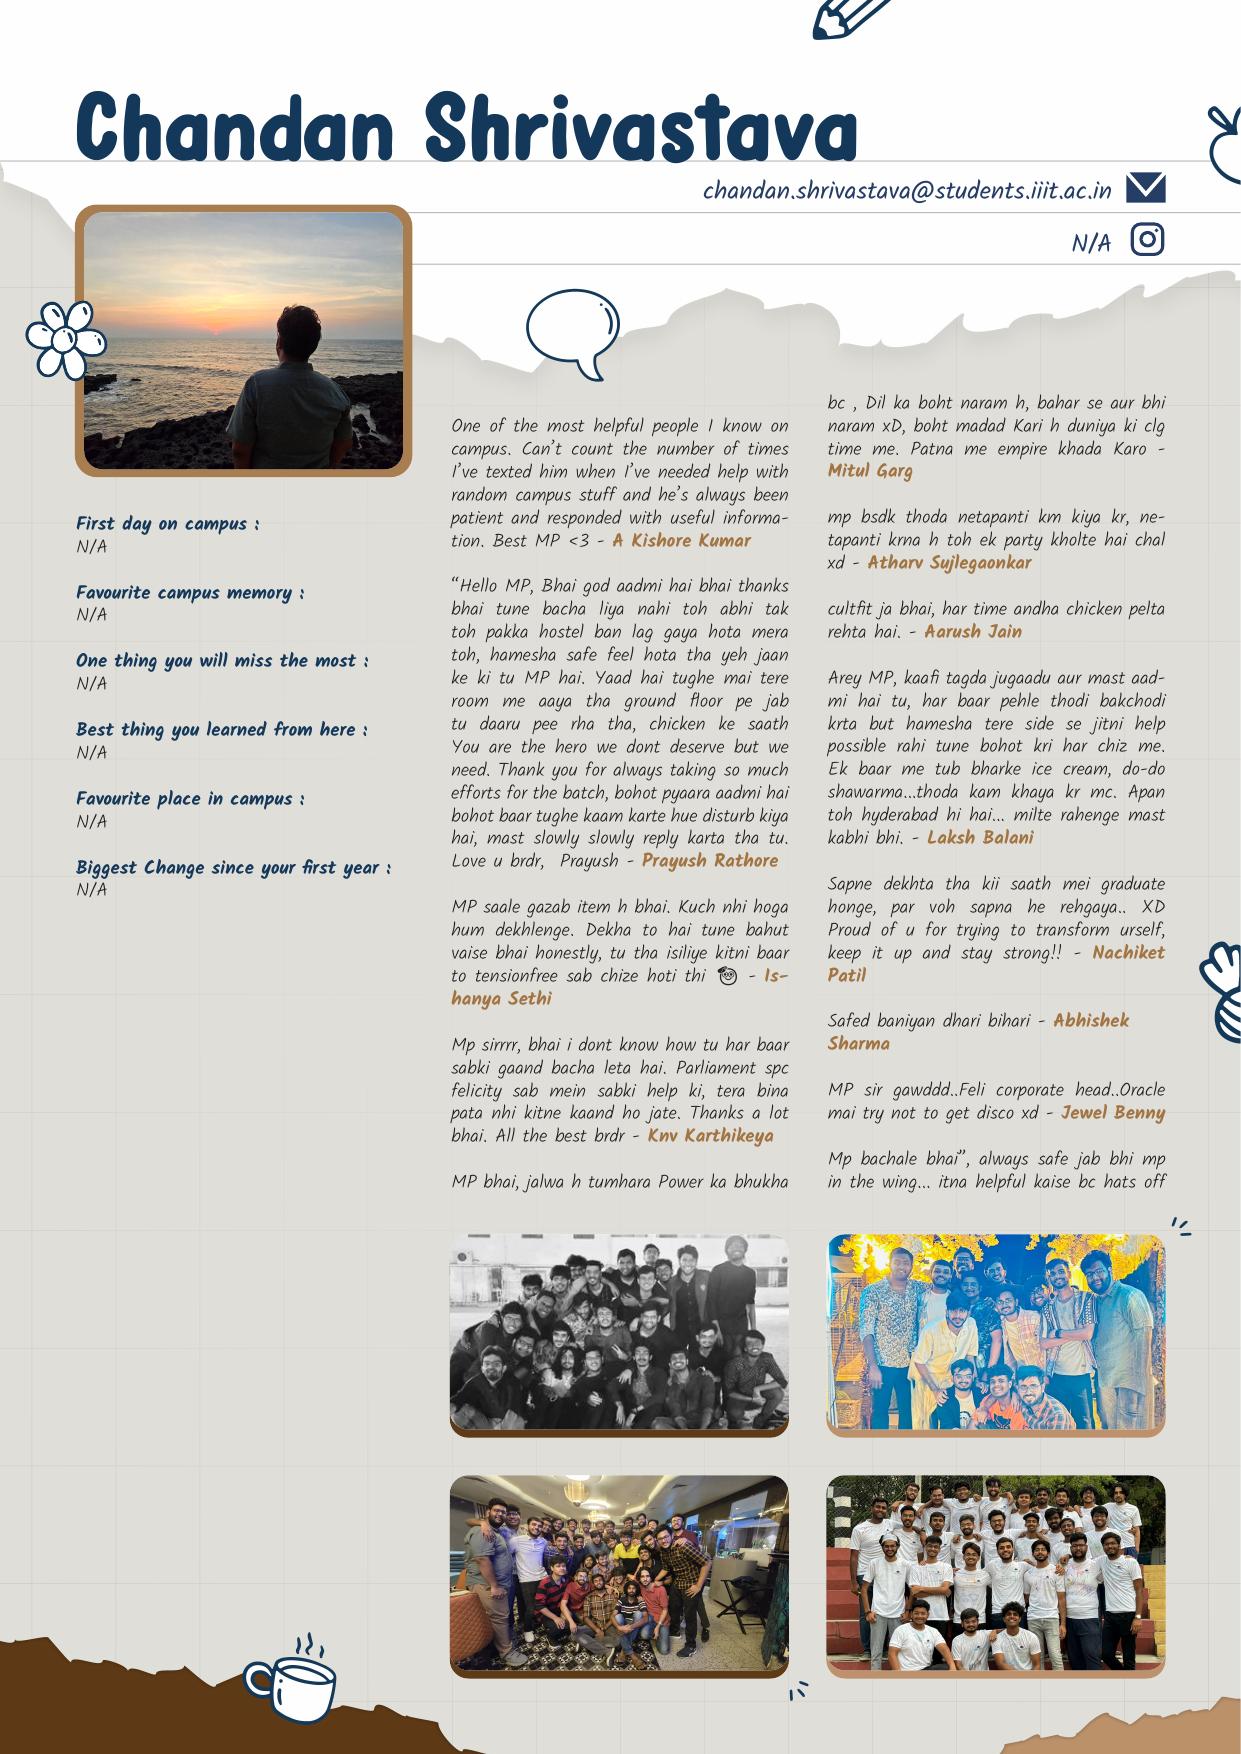 Chandan Shrivastava
chandan.shrivastava@students.iiit.ac.in
N/A
First day on campus :
N/A
Favourite campus memory :
N/A
One thing you will miss the most :
N/A
Best thing you learned from here :
N/A
Favourite place in campus :
N/A
Biggest Change since your first year :
N/A
One of the most helpful people I know on
campus. Can't count the number of times
I've texted him when I've needed help with
random campus stuff and he's always been
patient and responded with useful informa-
tion. Best MP <3 - A Kishore Kumar
“Hello MP, Bhai god aadmi hai bhai thanks
bhai tune bacha liya nahi toh abhi tak
toh pakka hostel ban lag gaya hota mera
toh, hamesha safe feel hota tha yeh jaan
ke ki tu MP hai. Yaad hai tughe mai tere
room me aaya tha ground floor pe jab
tu daaru pee rha tha, chicken ke saath
You are the hero we dont deserve but we
need. Thank you for always taking so much
efforts for the batch, bohot pyaara aadmi hai
bohot baar tughe kaam karte hue disturb kiya
hai, mast slowly slowly reply karta tha tu.
Love u brdr, Prayush - Prayush Rathore
MP saale gazab item h bhai. Kuch nhi hoga
hum dekhlenge. Dekha to hai tune bahut
vaise bhai honestly, tu tha isiliye kitni baar
to tensionfree sab chize hoti thi - Is-
hanya Sethi
Mp sirrrr, bhai i dont know how tu har baar
sabki gaand bacha leta hai. Parliament spc
felicity sab mein sabki help ki, tera bina
pata nhi kitne kaand ho jate. Thanks a lot
bhai. All the best brdr - Knv Karthikeya
MP bhai, jalwa h tumhara Power ka bhukha
bc , Dil ka boht naram h, bahar se aur bhi
naram xD, boht madad Kari h duniya ki clg
time me. Patna me empire khada Karo -
Mitul Garg
mp bsdk thoda netapanti km kiya kr, ne-
tapanti krna h toh ek party kholte hai chal
xd - Atharv Sujlegaonkar
cultfit ja bhai, har time andha chicken pelta
rehta hai. - Aarush Jain
Arey MP, kaafi tagda jugaadu aur mast aad-
mi hai tu, har baar pehle thodi bakchodi
krta but hamesha tere side se jitni help
possible rahi tune bohot kri har chiz me.
Ek baar me tub bharke ice cream, do-do
shawarma...thoda kam khaya kr mc. Apan
toh hyderabad hi hai... milte rahenge mast
kabhi bhi. - Laksh Balani
Sapne dekhta tha kii saath mei graduate
honge, par voh sapna he rehgaya.. XD
Proud of u for trying to transform urself,
keep it up and stay strong!! - Nachiket
Patil
Safed baniyan dhari bihari - Abhishek
Sharma
MP sir gawddd..Feli corporate head..Oracle
mai try not to get disco xd - Jewel Benny
Mp bachale bhai”, always safe jab bhi mp
in the wing... itna helpful kaise bc hats off